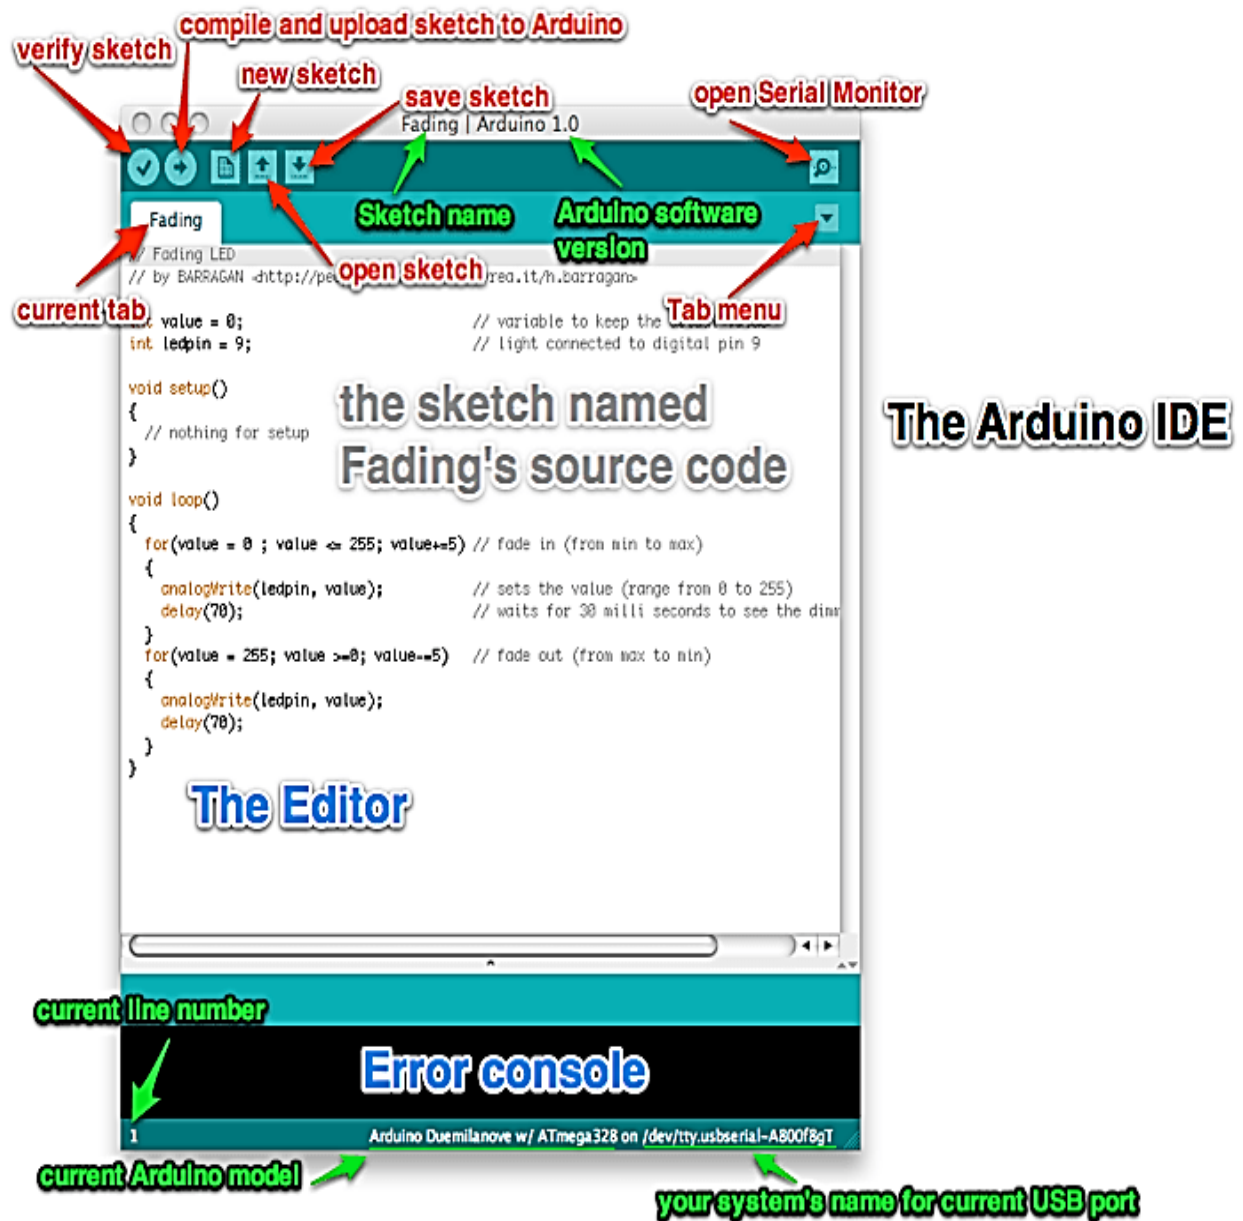 compile and upload sketch to Arduino
verify sketch
new sketch
save sketch
open Serial Monitor
Fading | Arduino 1.0
Fading
Sketch name
Arduino software
version
// Fading LED
open sketch
// by BARRAGAN <http://pe rea.it/h.barragan>
current tab
Tab menu
int value = 0; // variable to keep the
int ledpin = 9; // light connected to digital pin 9
void setup()
{
// nothing for setup
}
the sketch named
Fading's source code
The Arduino IDE
void loop()
{
for(value = 0 ; value <= 255; value+=5) // fade in (from min to max)
{
analogWrite(ledpin, value); // sets the value (range from 0 to 255)
delay(70); // waits for 30 milli seconds to see the dimm
}
for(value = 255; value >=0; value-=5) // fade out (from max to min)
{
analogWrite(ledpin, value);
delay(70);
}
}
The Editor
current line number
Error console
1
Arduino Duemilanove w/ ATmega328 on /dev/tty.usbserial-A800f8gT
current Arduino model
your system's name for current USB port